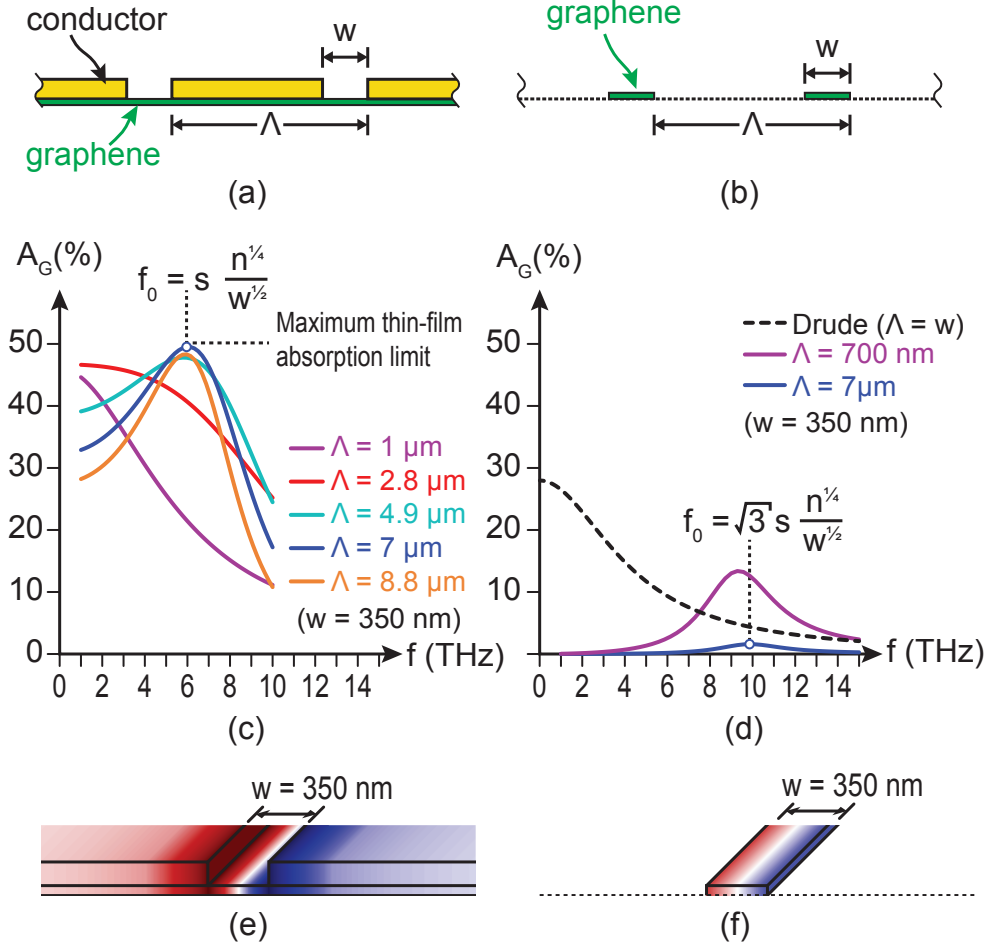 conductor
w
Λ
graphene
(a)
graphene
w
Λ
(b)
A_G(%)
f₀ = s n^¼ / w^½
Maximum thin-film
absorption limit
50
40
30
20
10
0
Λ = 1 µm
Λ = 2.8 µm
Λ = 4.9 µm
Λ = 7 µm
Λ = 8.8 µm
(w = 350 nm)
0 2 4 6 8 10 12 14
f (THz)
(c)
A_G(%)
Drude (Λ = w)
Λ = 700 nm
Λ = 7µm
(w = 350 nm)
f₀ = √3 s n^¼ / w^½
50
40
30
20
10
0
0 2 4 6 8 10 12 14
f (THz)
(d)
w = 350 nm
(e)
w = 350 nm
(f)